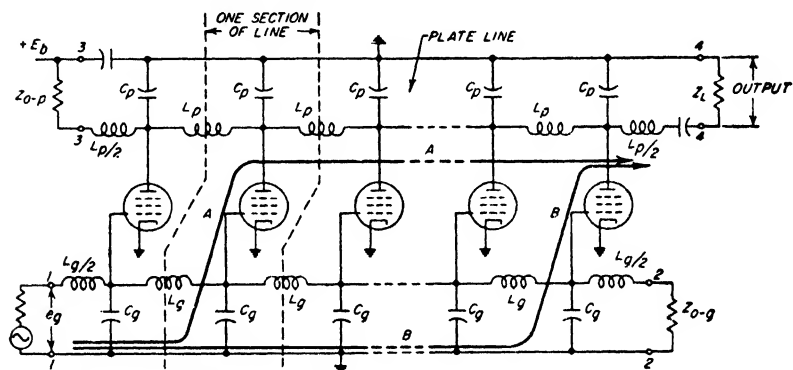 ONE SECTION
OF LINE
+Eb 3
PLATE LINE
4
Zo-p
Cp Cp Cp Cp Cp
ZL OUTPUT
Lp Lp Lp
3 Lp/2 Lp/2 4
A
A B
Lg/2 Lg/2
1 Lg Lg Lg 2
eg Cg Cg Cg Cg Cg Zo-g
B
1 2